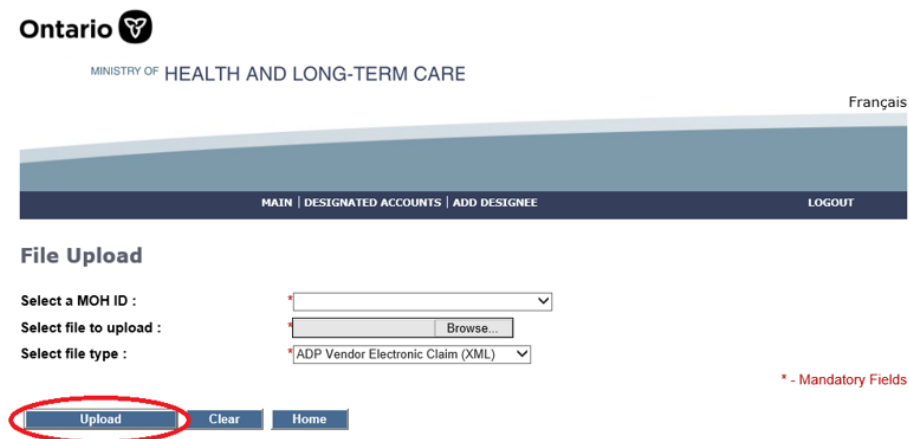 Ontario
MINISTRY OF HEALTH AND LONG-TERM CARE
Français
MAIN | DESIGNATED ACCOUNTS | ADD DESIGNEE LOGOUT
File Upload
Select a MOH ID : *
Select file to upload : * Browse...
Select file type : * ADP Vendor Electronic Claim (XML)
* - Mandatory Fields
Upload Clear Home